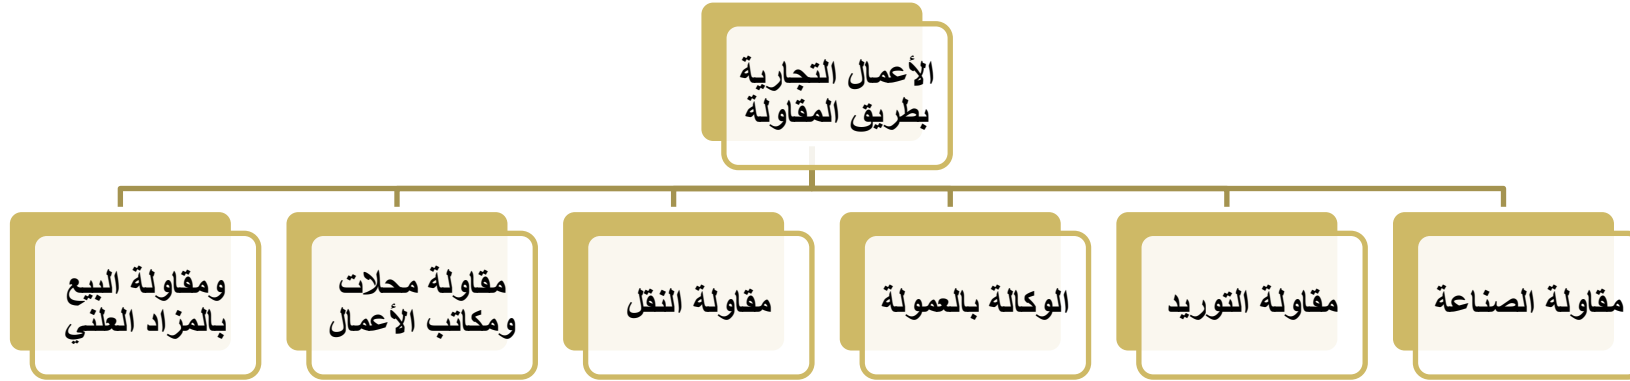 الأعمال التجارية
بطريق المقاولة
مقاولة الصناعة
مقاولة التوريد
الوكالة بالعمولة
مقاولة النقل
مقاولة محلات
ومكاتب الأعمال
ومقاولة البيع
بالمزاد العلني